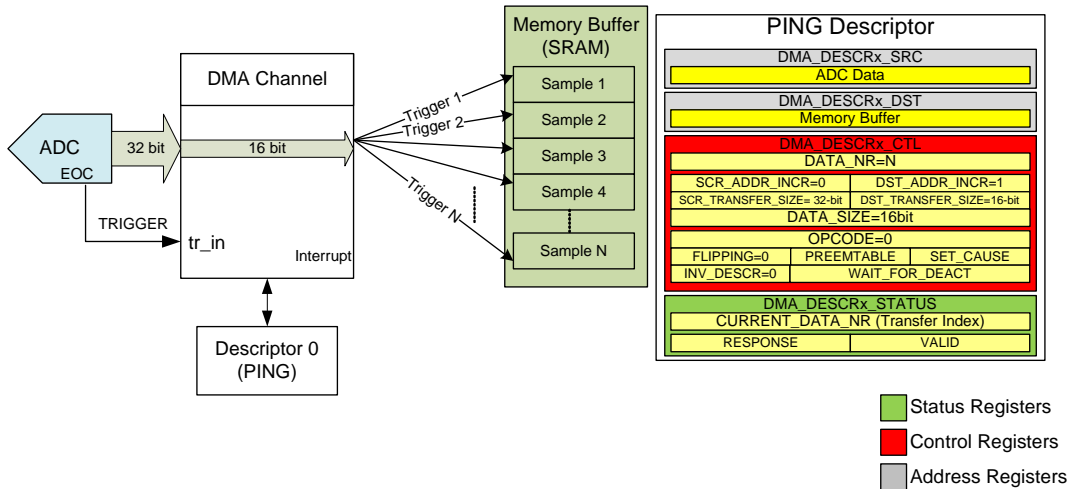 ADC
EOC
32 bit
TRIGGER
DMA Channel
16 bit
tr_in
Interrupt
Descriptor 0
(PING)
Trigger 1
Trigger 2
Trigger N
Memory Buffer
(SRAM)
Sample 1
Sample 2
Sample 3
Sample 4
Sample N
PING Descriptor
DMA_DESCRx_SRC
ADC Data
DMA_DESCRx_DST
Memory Buffer
DMA_DESCRx_CTL
DATA_NR=N
SCR_ADDR_INCR=0 DST_ADDR_INCR=1
SCR_TRANSFER_SIZE= 32-bit DST_TRANSFER_SIZE=16-bit
DATA_SIZE=16bit
OPCODE=0
FLIPPING=0 PREEMTABLE SET_CAUSE
INV_DESCR=0 WAIT_FOR_DEACT
DMA_DESCRx_STATUS
CURRENT_DATA_NR (Transfer Index)
RESPONSE VALID
Status Registers
Control Registers
Address Registers